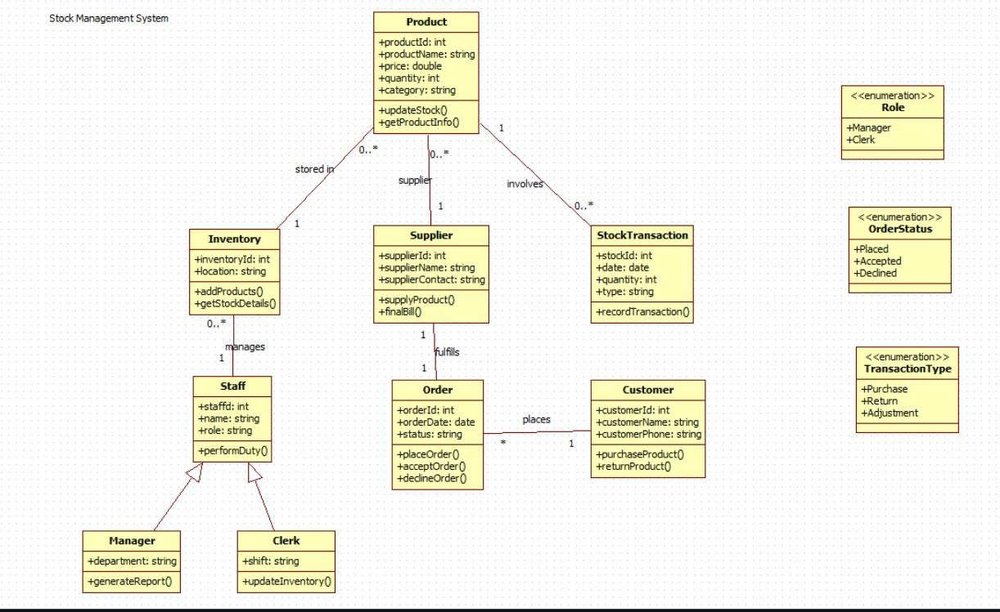 Stock Management System
Product
+productId: int
+productName: string
+price: double
+quantity: int
+category: string
+updateStock()
+getProductInfo()
<<enumeration>>
Role
+Manager
+Clerk
0..*
stored in
1
0..*
supplier
1
1
involves
0..*
<<enumeration>>
OrderStatus
+Placed
+Accepted
+Declined
Inventory
+inventoryId: int
+location: string
+addProducts()
+getStockDetails()
Supplier
+supplierId: int
+supplierName: string
+supplierContact: string
+supplyProduct()
+finalBill()
StockTransaction
+stockId: int
+date: date
+quantity: int
+type: string
+recordTransaction()
0..*
manages
1
1
fulfills
1
<<enumeration>>
TransactionType
+Purchase
+Return
+Adjustment
Staff
+staffd: int
+name: string
+role: string
+performDuty()
Order
+orderId: int
+orderDate: date
+status: string
+placeOrder()
+acceptOrder()
+declineOrder()
places
*
1
Customer
+customerId: int
+customerName: string
+customerPhone: string
+purchaseProduct()
+returnProduct()
Manager
+department: string
+generateReport()
Clerk
+shift: string
+updateInventory()